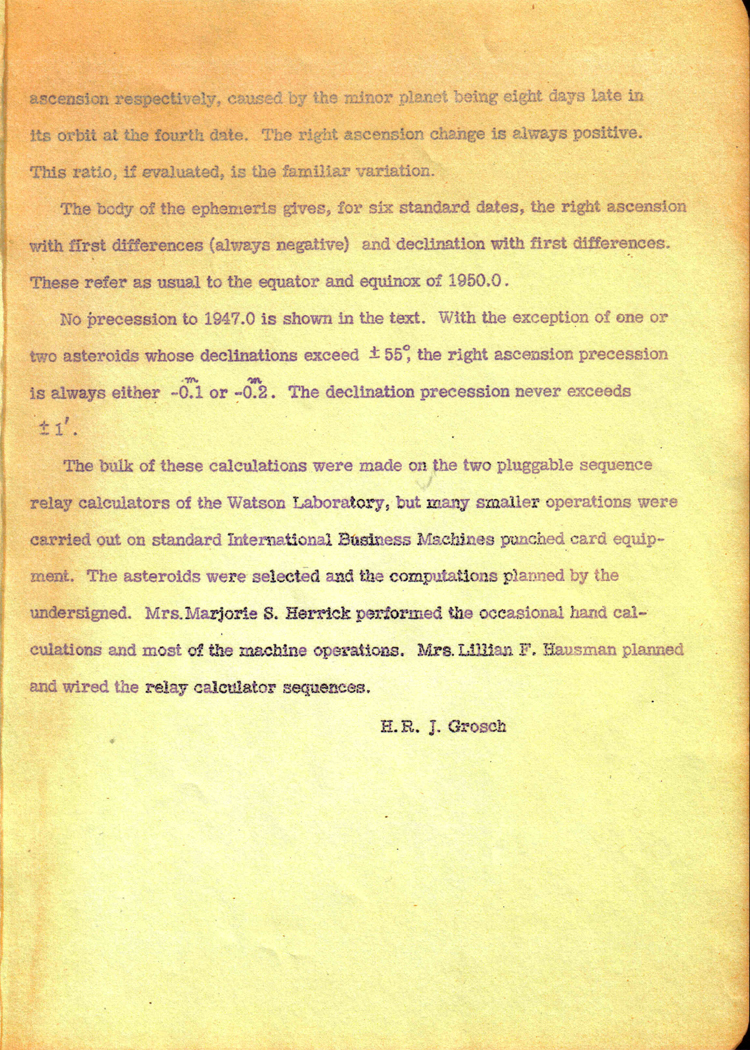 ascension respectively, caused by the minor planet being eight days late in
its orbit at the fourth date. The right ascension change is always positive.
This ratio, if evaluated, is the familiar variation.
The body of the ephemeris gives, for six standard dates, the right ascension
with first differences (always negative) and declination with first differences.
These refer as usual to the equator and equinox of 1950.0.
No precession to 1947.0 is shown in the text. With the exception of one or
two asteroids whose declinations exceed ±55°, the right ascension precession
is always either -0.ᵐ1 or -0.ᵐ2. The declination precession never exceeds
±1′.
The bulk of these calculations were made on the two pluggable sequence
relay calculators of the Watson Laboratory, but many smaller operations were
carried out on standard International Business Machines punched card equip-
ment. The asteroids were selected and the computations planned by the
undersigned. Mrs. Marjorie S. Herrick performed the occasional hand cal-
culations and most of the machine operations. Mrs. Lillian F. Hausman planned
and wired the relay calculator sequences.
H. R. J. Grosch